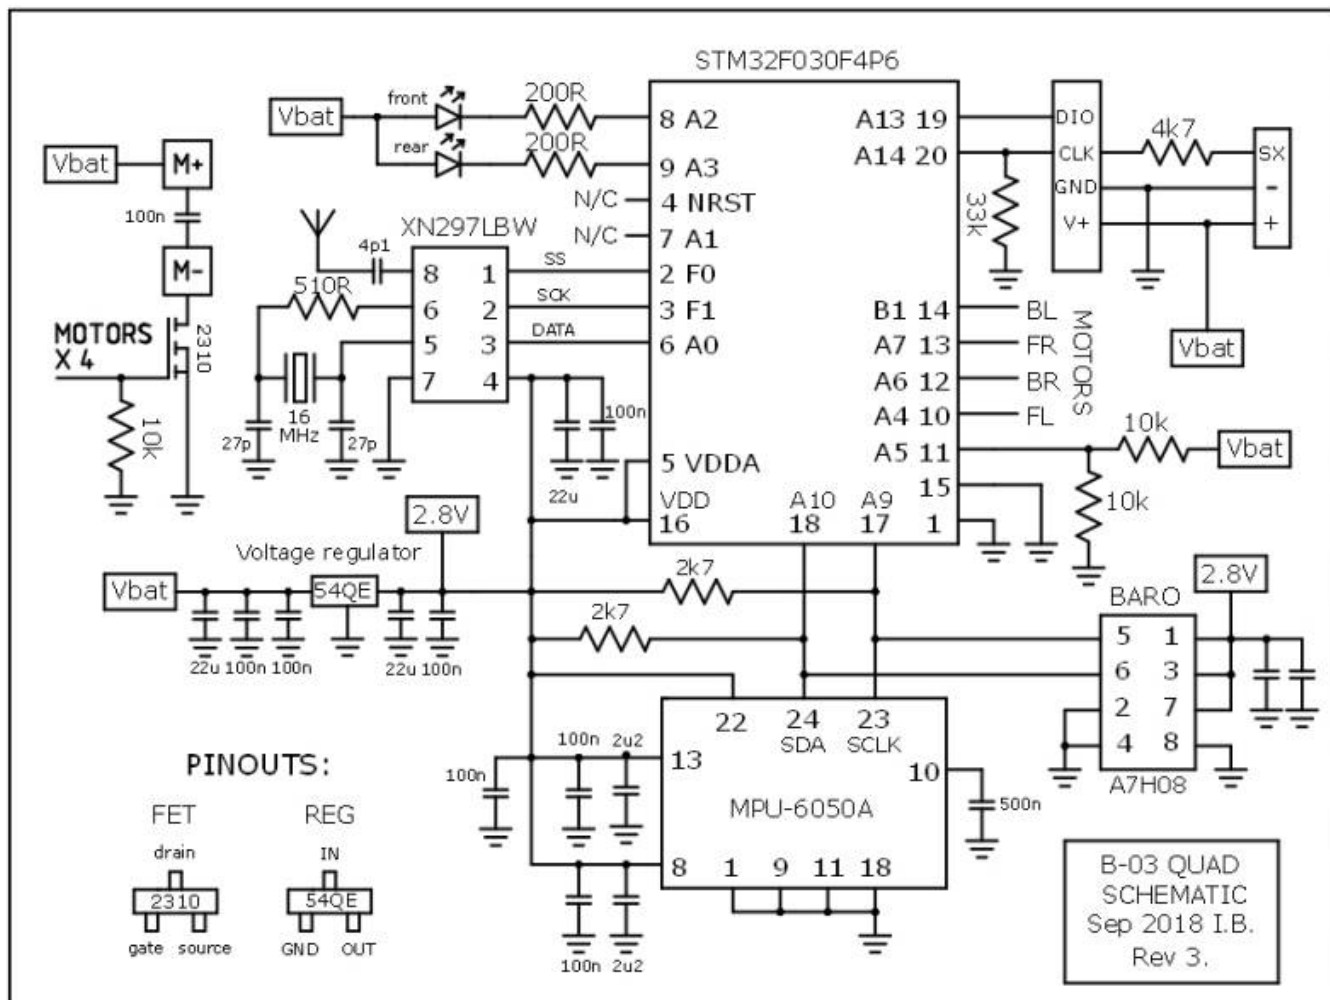 STM32F030F4P6
Vbat
front
200R
8 A2
A13 19
DIO
4k7
SX
rear
200R
9 A3
A14 20
CLK
GND
-
V+
+
33k
Vbat
M+
100n
M-
2310
MOTORS
X 4
10k
N/C
4 NRST
N/C
7 A1
XN297LBW
4p1
8 1
SS
2 F0
510R
6 2
SCK
3 F1
5 3
DATA
6 A0
7 4
16
MHz
27p
27p
22u
100n
B1 14
BL
A7 13
FR
A6 12
BR
A4 10
FL
MOTORS
Vbat
A5 11
10k
Vbat
10k
15
1
5 VDDA
VDD
16
A10
18
A9
17
2.8V
Voltage regulator
Vbat
54QE
22u 100n 100n
22u 100n
2k7
2k7
BARO
2.8V
5 1
6 3
2 7
4 8
A7H08
22
24
SDA
23
SCLK
13
10
MPU-6050A
8
1 9 11 18
100n
100n
2u2
500n
100n
2u2
PINOUTS:
FET
REG
drain
IN
2310
54QE
gate source
GND OUT
B-03 QUAD
SCHEMATIC
Sep 2018 I.B.
Rev 3.